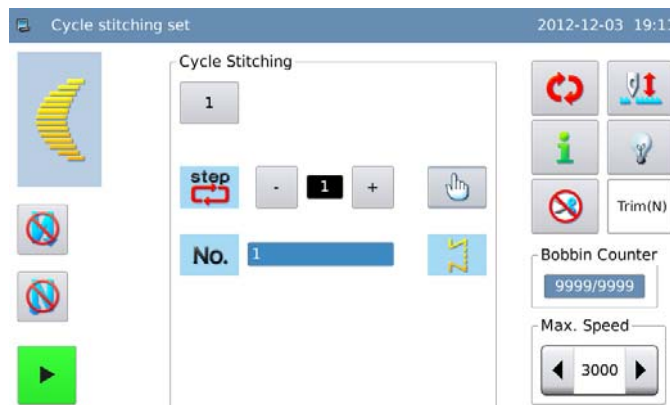 Cycle stitching set
2012-12-03 19:11
Cycle Stitching
1
step
-
1
+
No.
1
Trim(N)
Bobbin Counter
9999/9999
Max. Speed
3000